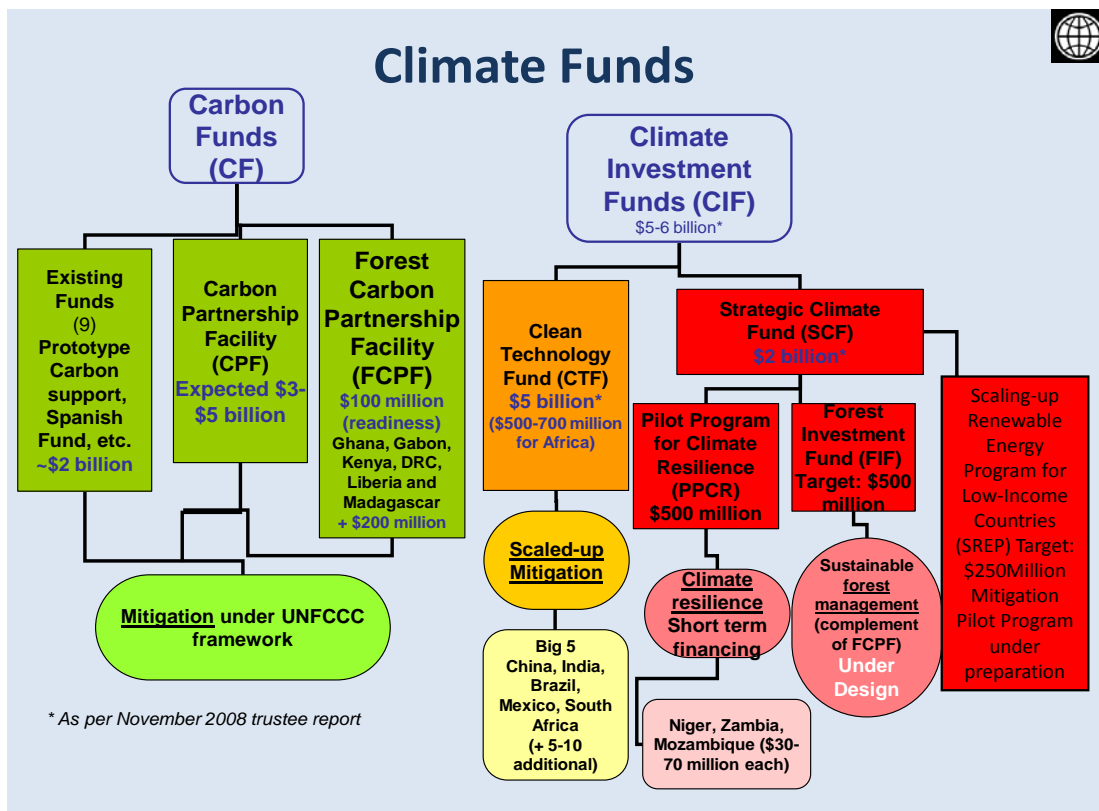 Climate Funds
Carbon
Funds
(CF)
Climate
Investment
Funds (CIF)
$5-6 billion*
Existing
Funds
(9)
Prototype
Carbon
support,
Spanish
Fund, etc.
~$2 billion
Carbon
Partnership
Facility
(CPF)
Expected $3-
$5 billion
Forest
Carbon
Partnership
Facility
(FCPF)
$100 million
(readiness)
Ghana, Gabon,
Kenya, DRC,
Liberia and
Madagascar
+ $200 million
Mitigation under UNFCCC
framework
Clean
Technology
Fund (CTF)
$5 billion*
($500-700 million
for Africa)
Scaled-up
Mitigation
Big 5
China, India,
Brazil,
Mexico, South
Africa
(+ 5-10
additional)
Strategic Climate
Fund (SCF)
$2 billion*
Pilot Program
for Climate
Resilience
(PPCR)
$500 million
Climate
resilience
Short term
financing
Niger, Zambia,
Mozambique ($30-
70 million each)
Forest
Investment
Fund (FIF)
Target: $500
million
Sustainable
forest
management
(complement
of FCPF)
Under
Design
Scaling-up
Renewable
Energy
Program for
Low-Income
Countries
(SREP) Target:
$250Million
Mitigation
Pilot Program
under
preparation
* As per November 2008 trustee report